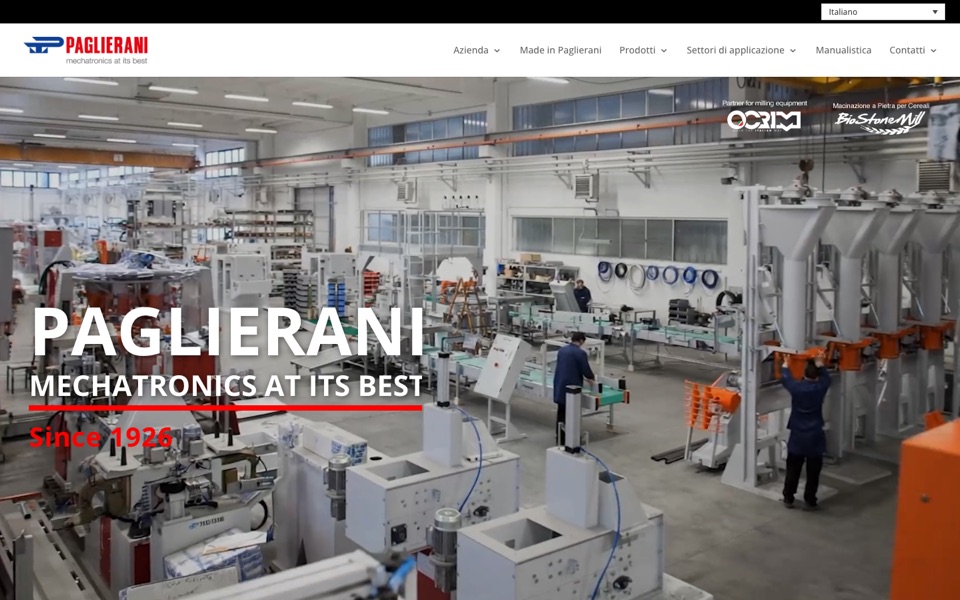 Italiano
PAGLIERANI
mechatronics at its best
Azienda
Made in Paglierani
Prodotti
Settori di applicazione
Manualistica
Contatti
Partner for milling equipment
OCRIM
Macinazione a Pietra per Cereali
BioStoneMill
PAGLIERANI
MECHATRONICS AT ITS BEST
Since 1926